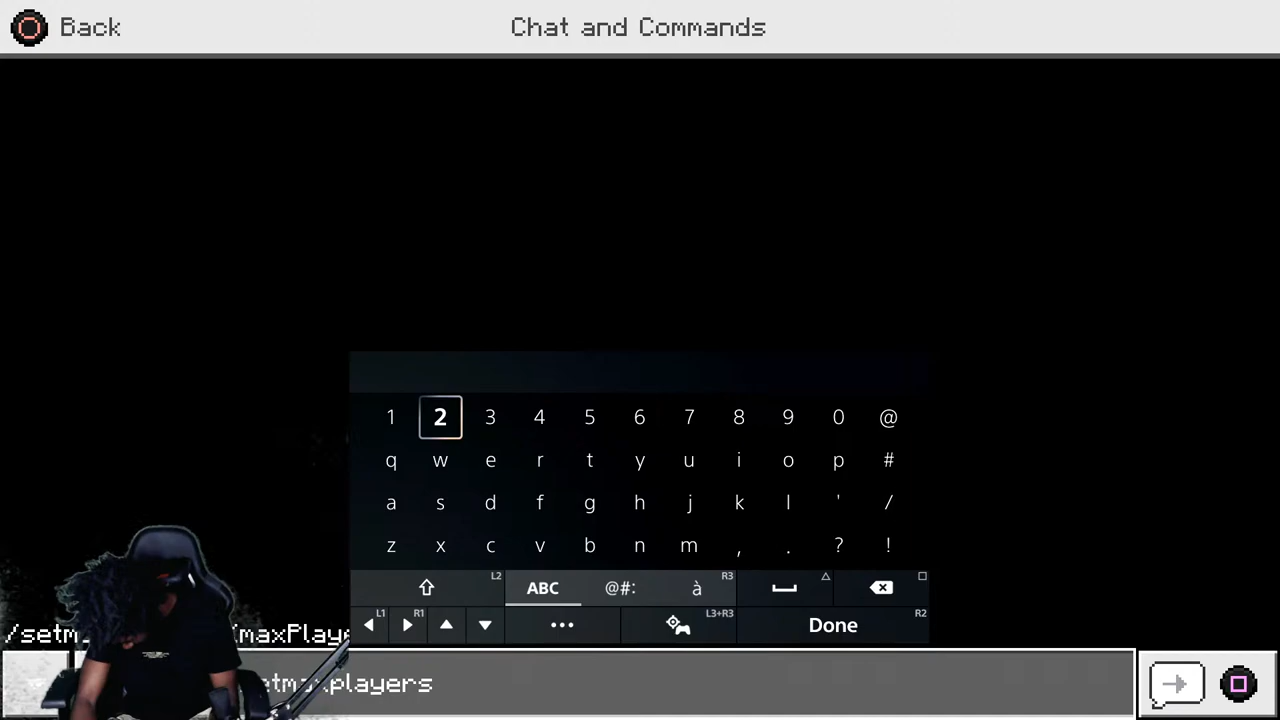 Back
Chat and Commands
1 2 3 4 5 6 7 8 9 0 @
q w e r t y u i o p #
a s d f g h j k l ' /
z x c v b n m , . ? !
L2 R3
ABC @#: à
L1 R1 L3+R3 R2
... Done
/setm maxPlaye
etma players